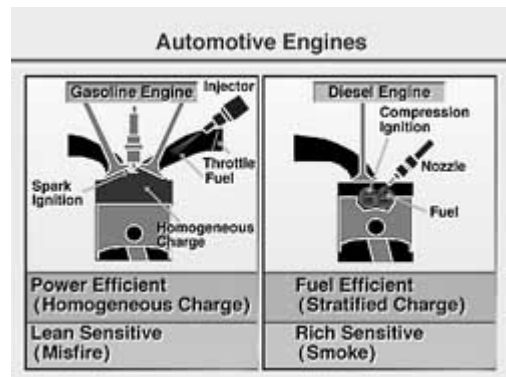 Automotive Engines
Gasoline Engine
Injector
Throttle
Fuel
Spark
Ignition
Homogeneous
Charge
Power Efficient
(Homogeneous Charge)
Lean Sensitive
(Misfire)
Diesel Engine
Compression
Ignition
Nozzle
Fuel
Fuel Efficient
(Stratified Charge)
Rich Sensitive
(Smoke)